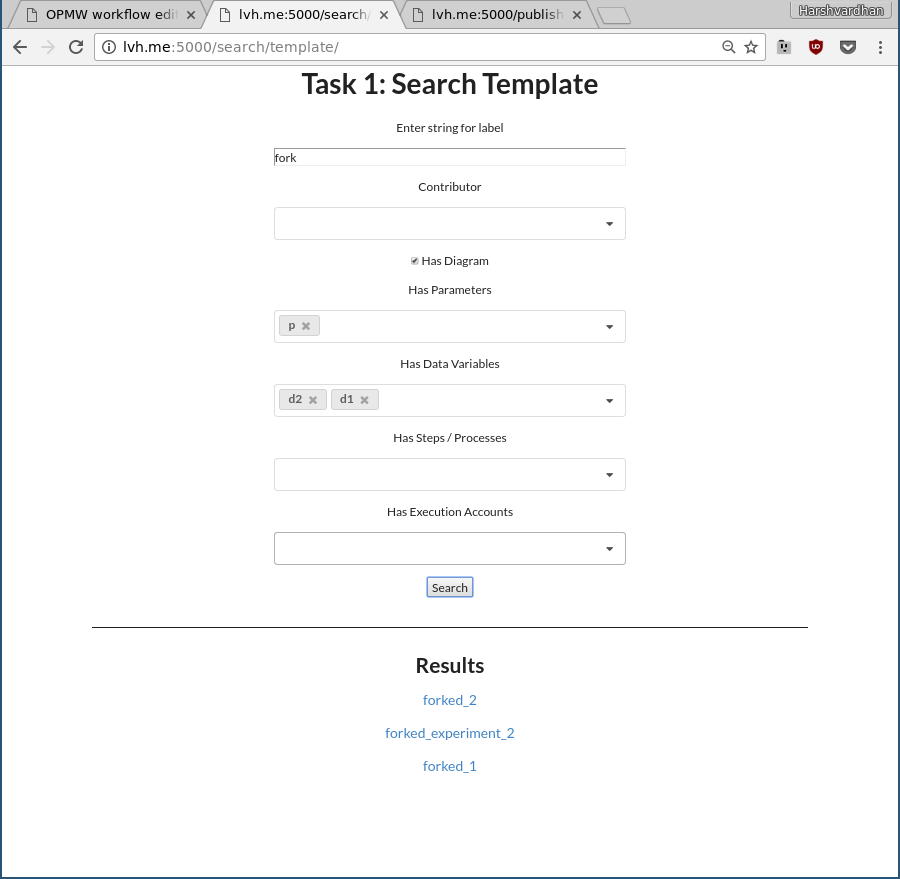 OPMW workflow edi
lvh.me:5000/search/
lvh.me:5000/publish
Harshvardhan
lvh.me:5000/search/template/
Task 1: Search Template
Enter string for label
fork
Contributor
Has Diagram
Has Parameters
p
Has Data Variables
d2 d1
Has Steps / Processes
Has Execution Accounts
Search
Results
forked_2
forked_experiment_2
forked_1